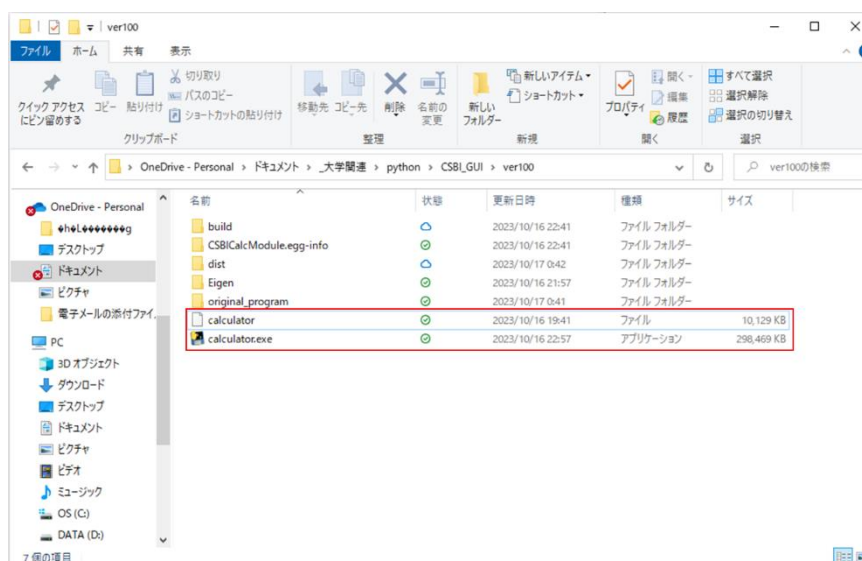 ver100
ファイル ホーム 共有 表示
クイック アクセスにピン留めする
コピー
貼り付け
切り取り
パスのコピー
ショートカットの貼り付け
クリップボード
移動先
コピー先
削除
名前の変更
整理
新しいフォルダー
新しいアイテム
ショートカット
新規
プロパティ
開く
編集
履歴
開く
すべて選択
選択解除
選択の切り替え
選択
OneDrive - Personal › ドキュメント › _大学関連 › python › CSBI_GUI › ver100
ver100の検索
OneDrive - Personal
�h�L�������g
デスクトップ
ドキュメント
ピクチャ
電子メールの添付ファイ
PC
3D オブジェクト
ダウンロード
デスクトップ
ドキュメント
ピクチャ
ビデオ
ミュージック
OS (C:)
DATA (D:)
名前 状態 更新日時 種類 サイズ
build 2023/10/16 22:41 ファイル フォルダー
CSBICalcModule.egg-info 2023/10/16 22:41 ファイル フォルダー
dist 2023/10/17 0:42 ファイル フォルダー
Eigen 2023/10/16 21:57 ファイル フォルダー
original_program 2023/10/17 0:41 ファイル フォルダー
calculator 2023/10/16 19:41 ファイル 10,129 KB
calculator.exe 2023/10/16 22:57 アプリケーション 298,469 KB
7 個の項目